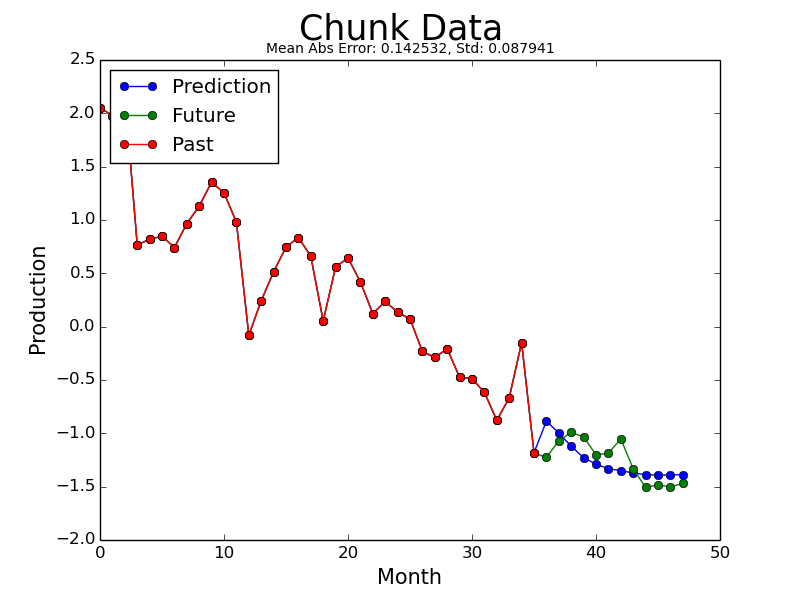 Chunk Data
Mean Abs Error: 0.142532, Std: 0.087941
2.5
2.0
1.5
1.0
0.5
0.0
−0.5
−1.0
−1.5
−2.0
Prediction
Future
Past
Production
0 10 20 30 40 50
Month